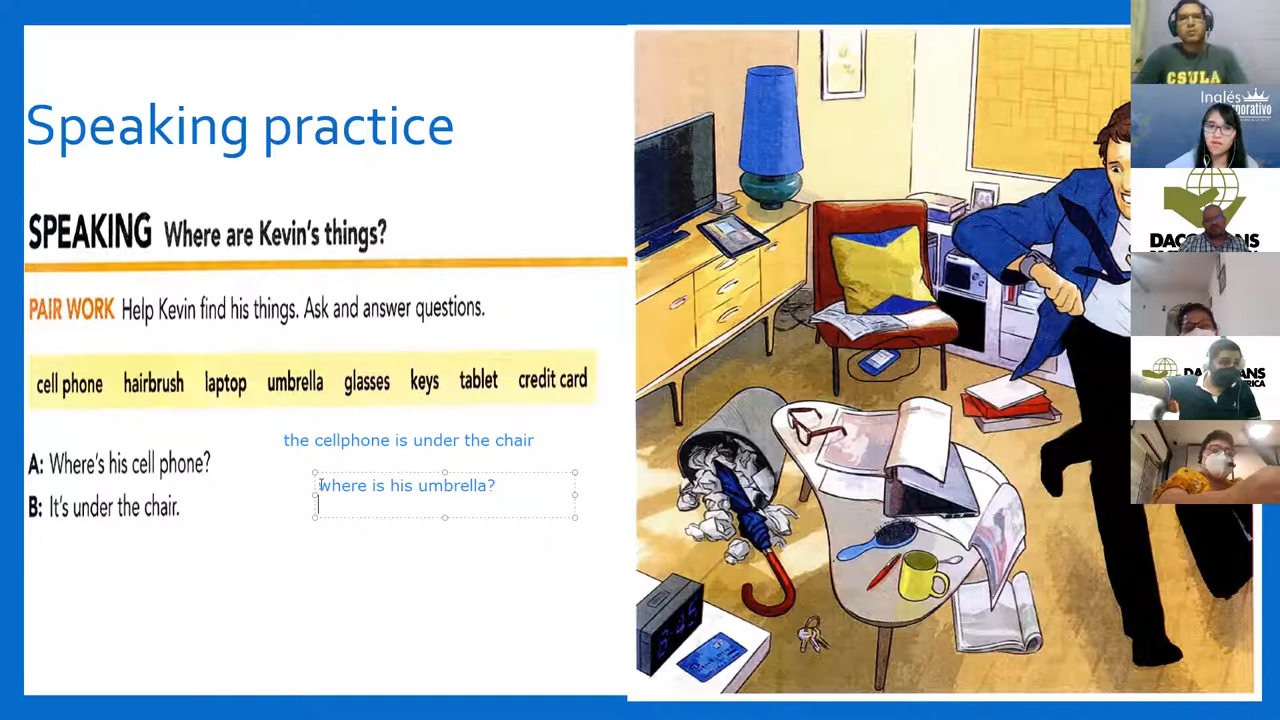 Speaking practice
SPEAKING Where are Kevin's things?
PAIR WORK Help Kevin find his things. Ask and answer questions.
cell phone hairbrush laptop umbrella glasses keys tablet credit card
the cellphone is under the chair
A: Where's his cell phone?
where is his umbrella?
B: It's under the chair.
CSULA
Inglés